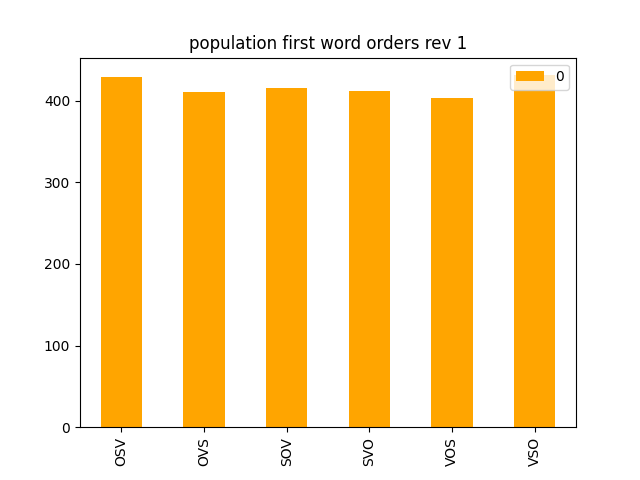 population first word orders rev 1
0
400
300
200
100
0
OSV
OVS
SOV
SVO
VOS
VSO